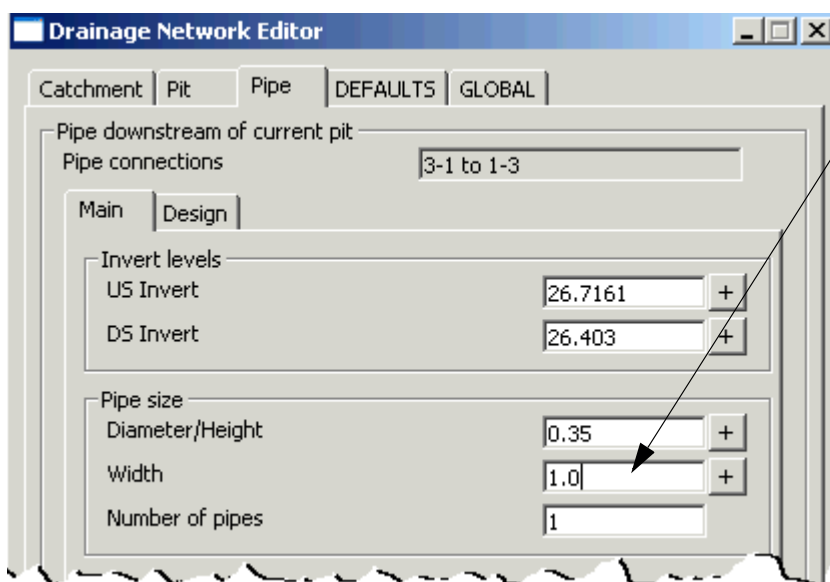 Drainage Network Editor
Catchment Pit Pipe DEFAULTS GLOBAL
Pipe downstream of current pit
Pipe connections 3-1 to 1-3
Main Design
Invert levels
US Invert 26.7161 +
DS Invert 26.403 +
Pipe size
Diameter/Height 0.35 +
Width 1.0 +
Number of pipes 1